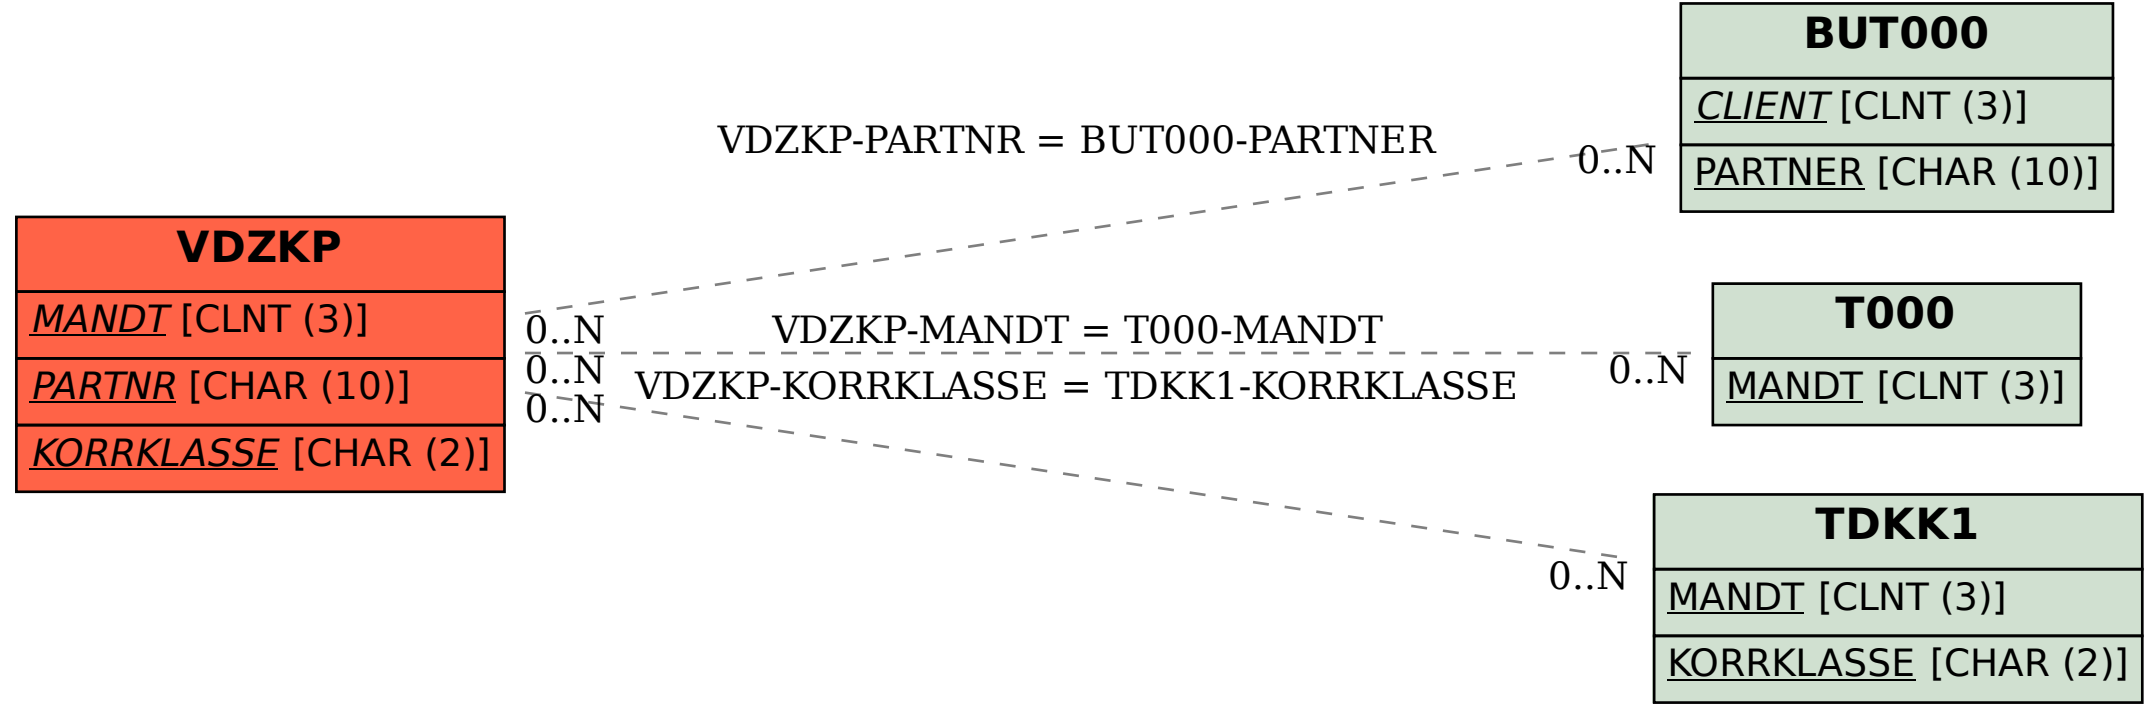 BUT000
CLIENT [CLNT (3)]
PARTNER [CHAR (10)]
VDZKP-PARTNR = BUT000-PARTNER
0..N
VDZKP
MANDT [CLNT (3)]
PARTNR [CHAR (10)]
KORRKLASSE [CHAR (2)]
0..N
VDZKP-MANDT = T000-MANDT
0..N
0..N
VDZKP-KORRKLASSE = TDKK1-KORRKLASSE
0..N
T000
MANDT [CLNT (3)]
0..N
TDKK1
MANDT [CLNT (3)]
KORRKLASSE [CHAR (2)]